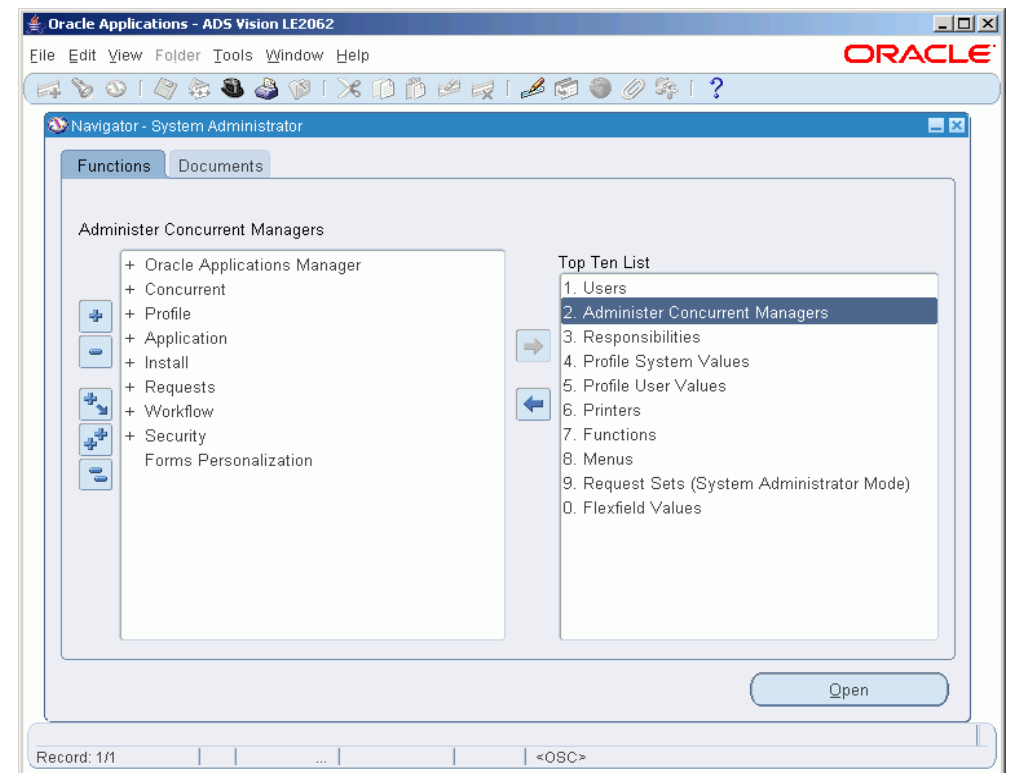 Oracle Applications - ADS Vision LE2062
File Edit View Folder Tools Window Help
ORACLE
?
Navigator - System Administrator
Functions Documents
Administer Concurrent Managers
+ Oracle Applications Manager
+ Concurrent
+ Profile
+ Application
+ Install
+ Requests
+ Workflow
+ Security
Forms Personalization
Top Ten List
1. Users
2. Administer Concurrent Managers
3. Responsibilities
4. Profile System Values
5. Profile User Values
6. Printers
7. Functions
8. Menus
9. Request Sets (System Administrator Mode)
0. Flexfield Values
Open
Record: 1/1 ... <OSC>